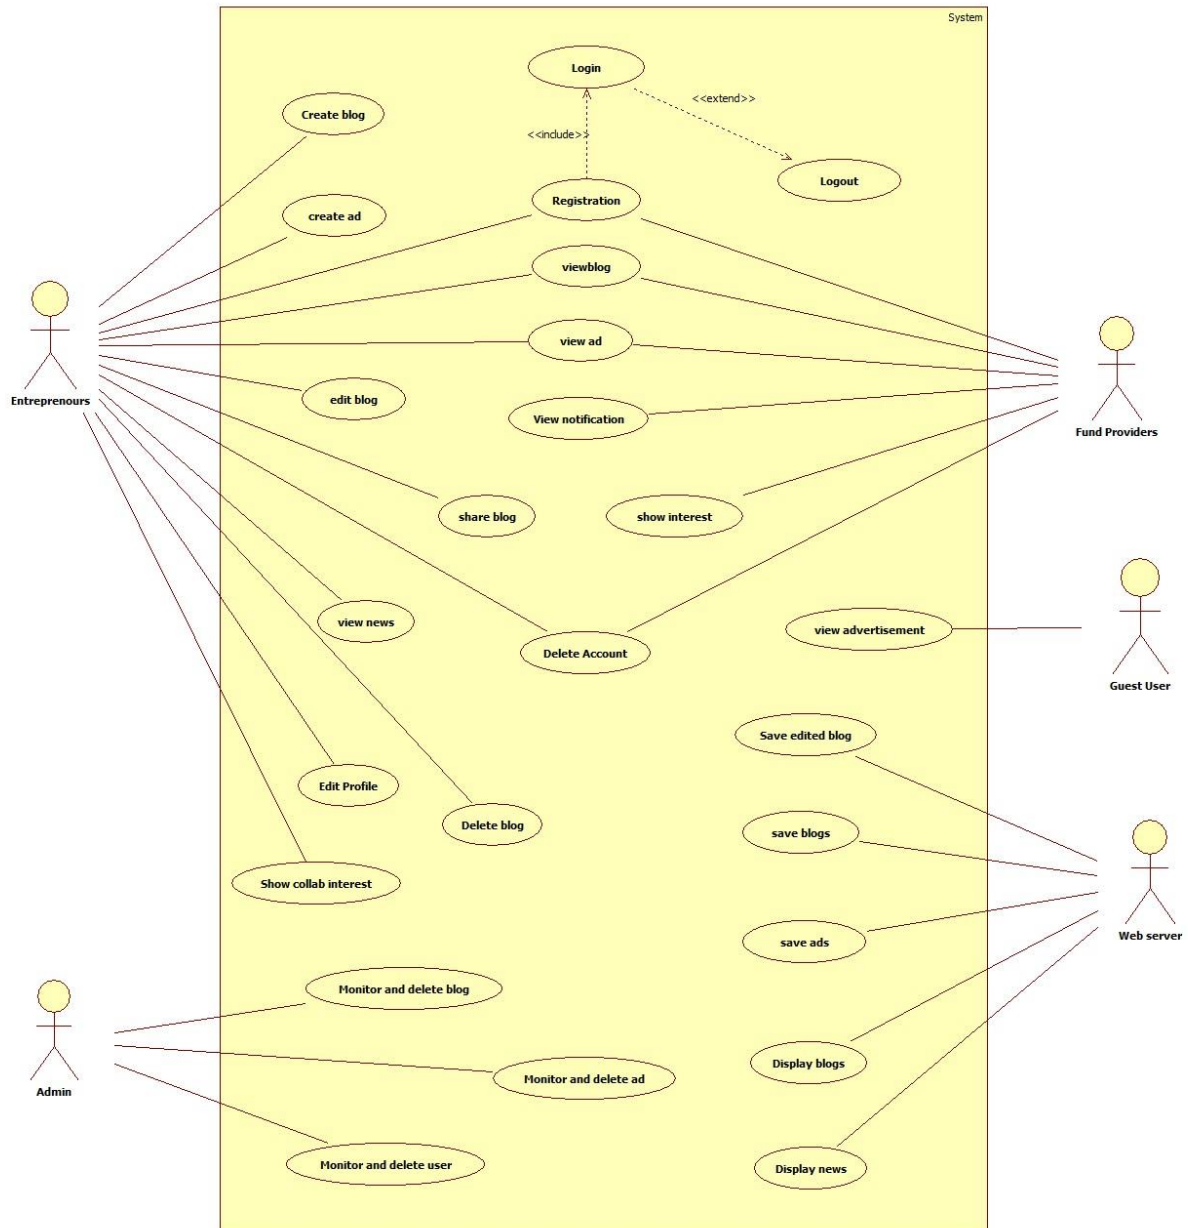 System
Login
<<extend>>
Create blog
<<include>>
Logout
Registration
create ad
viewblog
view ad
Entreprenours
edit blog
View notification
Fund Providers
share blog
show interest
view news
view advertisement
Delete Account
Guest User
Save edited blog
Edit Profile
Delete blog
save blogs
Show collab interest
save ads
Web server
Monitor and delete blog
Display blogs
Monitor and delete ad
Admin
Monitor and delete user
Display news